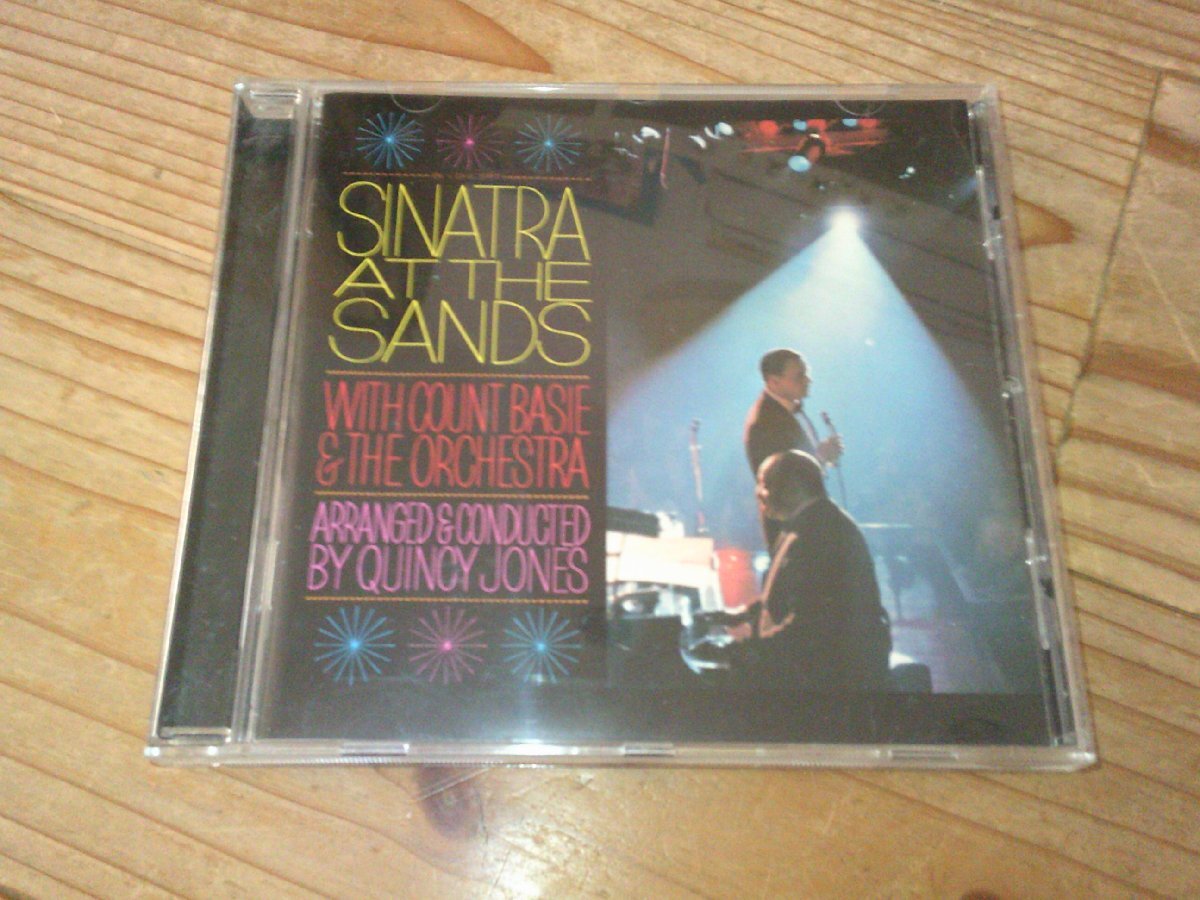 SINATRA
AT THE
SANDS
WITH COUNT BASIE
& THE ORCHESTRA
ARRANGED & CONDUCTED
BY QUINCY JONES